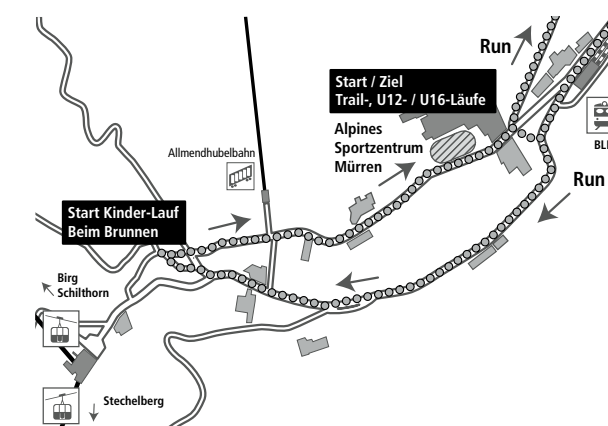 Run
Start / Ziel
Trail-, U12- / U16-Läufe
Alpines
Sportzentrum
Mürren
Allmendhubelbahn
Run
Start Kinder-Lauf
Beim Brunnen
Birg
Schilthorn
Stechelberg